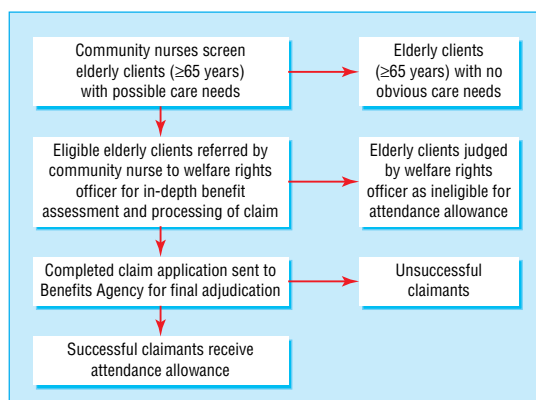 Community nurses screen
elderly clients (≥65 years)
with possible care needs
Elderly clients
(≥65 years) with no
obvious care needs
Eligible elderly clients referred by
community nurse to welfare rights
officer for in-depth benefit
assessment and processing of claim
Elderly clients judged
by welfare rights
officer as ineligible for
attendance allowance
Completed claim application sent to
Benefits Agency for final adjudication
Unsuccessful
claimants
Successful claimants receive
attendance allowance